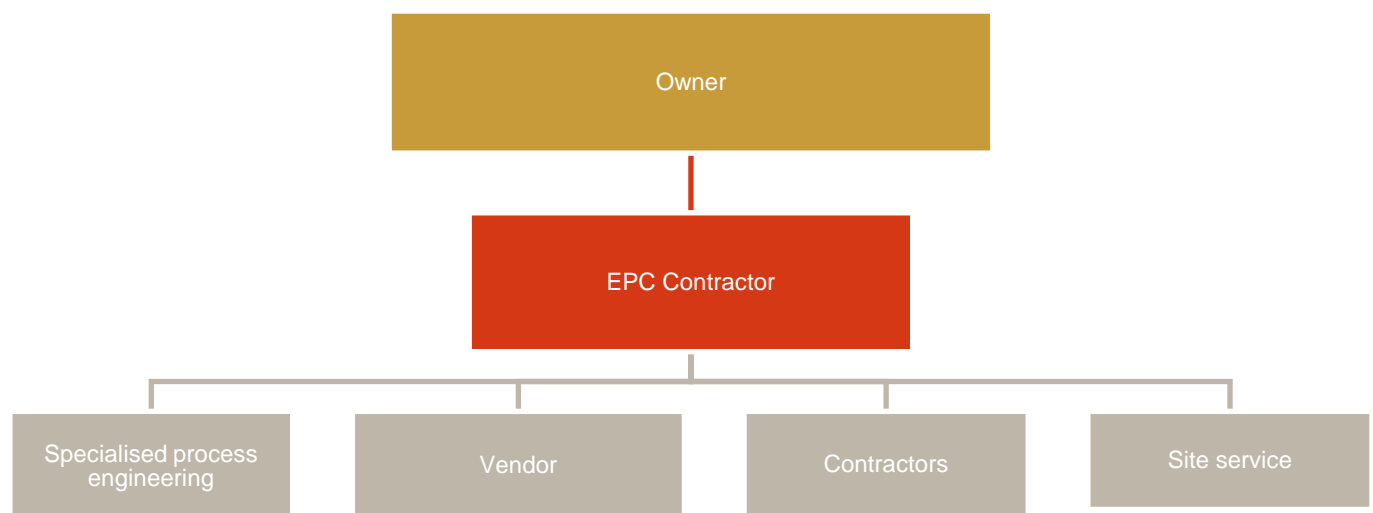 Owner
EPC Contractor
Specialised process
engineering
Vendor
Contractors
Site service